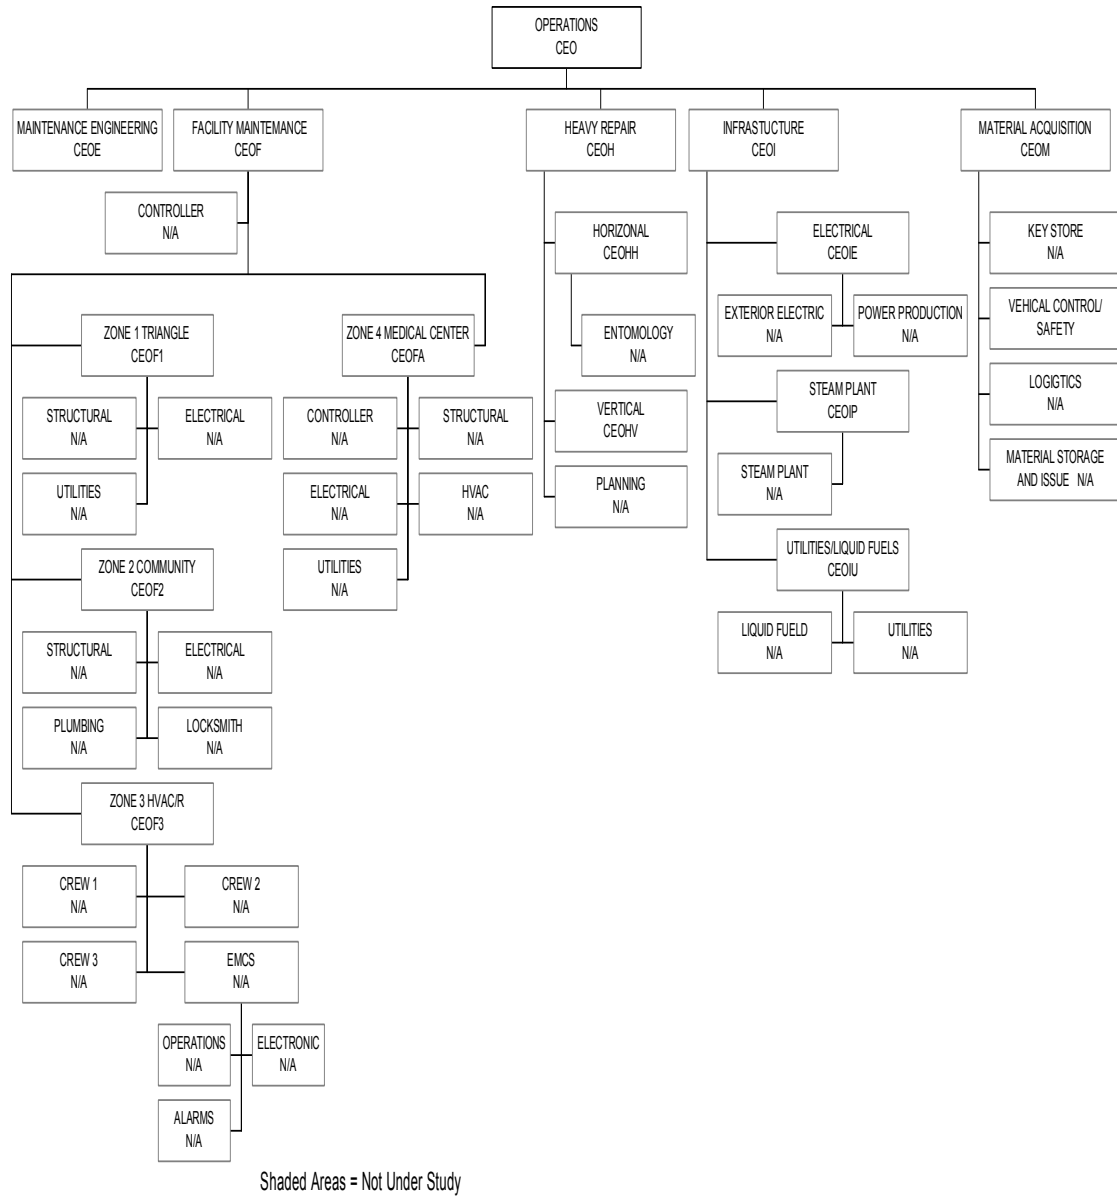 OPERATIONS
CEO
MAINTENANCE ENGINEERING
CEOE
FACILITY MAINTEMANCE
CEOF
HEAVY REPAIR
CEOH
INFRASTUCTURE
CEOI
MATERIAL ACQUISITION
CEOM
CONTROLLER
N/A
ZONE 1 TRIANGLE
CEOF1
STRUCTURAL
N/A
ELECTRICAL
N/A
UTILITIES
N/A
ZONE 2 COMMUNITY
CEOF2
STRUCTURAL
N/A
ELECTRICAL
N/A
PLUMBING
N/A
LOCKSMITH
N/A
ZONE 3 HVAC/R
CEOF3
CREW 1
N/A
CREW 2
N/A
CREW 3
N/A
EMCS
N/A
OPERATIONS
N/A
ELECTRONIC
N/A
ALARMS
N/A
ZONE 4 MEDICAL CENTER
CEOFA
CONTROLLER
N/A
STRUCTURAL
N/A
ELECTRICAL
N/A
HVAC
N/A
UTILITIES
N/A
HORIZONAL
CEOHH
ENTOMOLOGY
N/A
VERTICAL
CEOHV
PLANNING
N/A
ELECTRICAL
CEOIE
EXTERIOR ELECTRIC
N/A
POWER PRODUCTION
N/A
STEAM PLANT
CEOIP
STEAM PLANT
N/A
UTILITIES/LIQUID FUELS
CEOIU
LIQUID FUELD
N/A
UTILITIES
N/A
KEY STORE
N/A
VEHICAL CONTROL/
SAFETY
LOGIGTICS
N/A
MATERIAL STORAGE
AND ISSUE N/A
Shaded Areas = Not Under Study